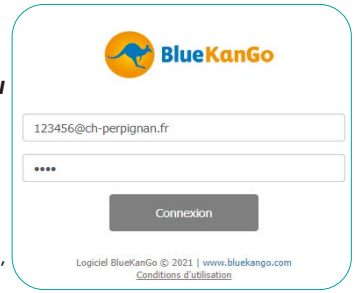 BlueKanGo
123456@ch-perpignan.fr
••••
Connexion
Logiciel BlueKanGo © 2021 | www.bluekango.com
Conditions d'utilisation